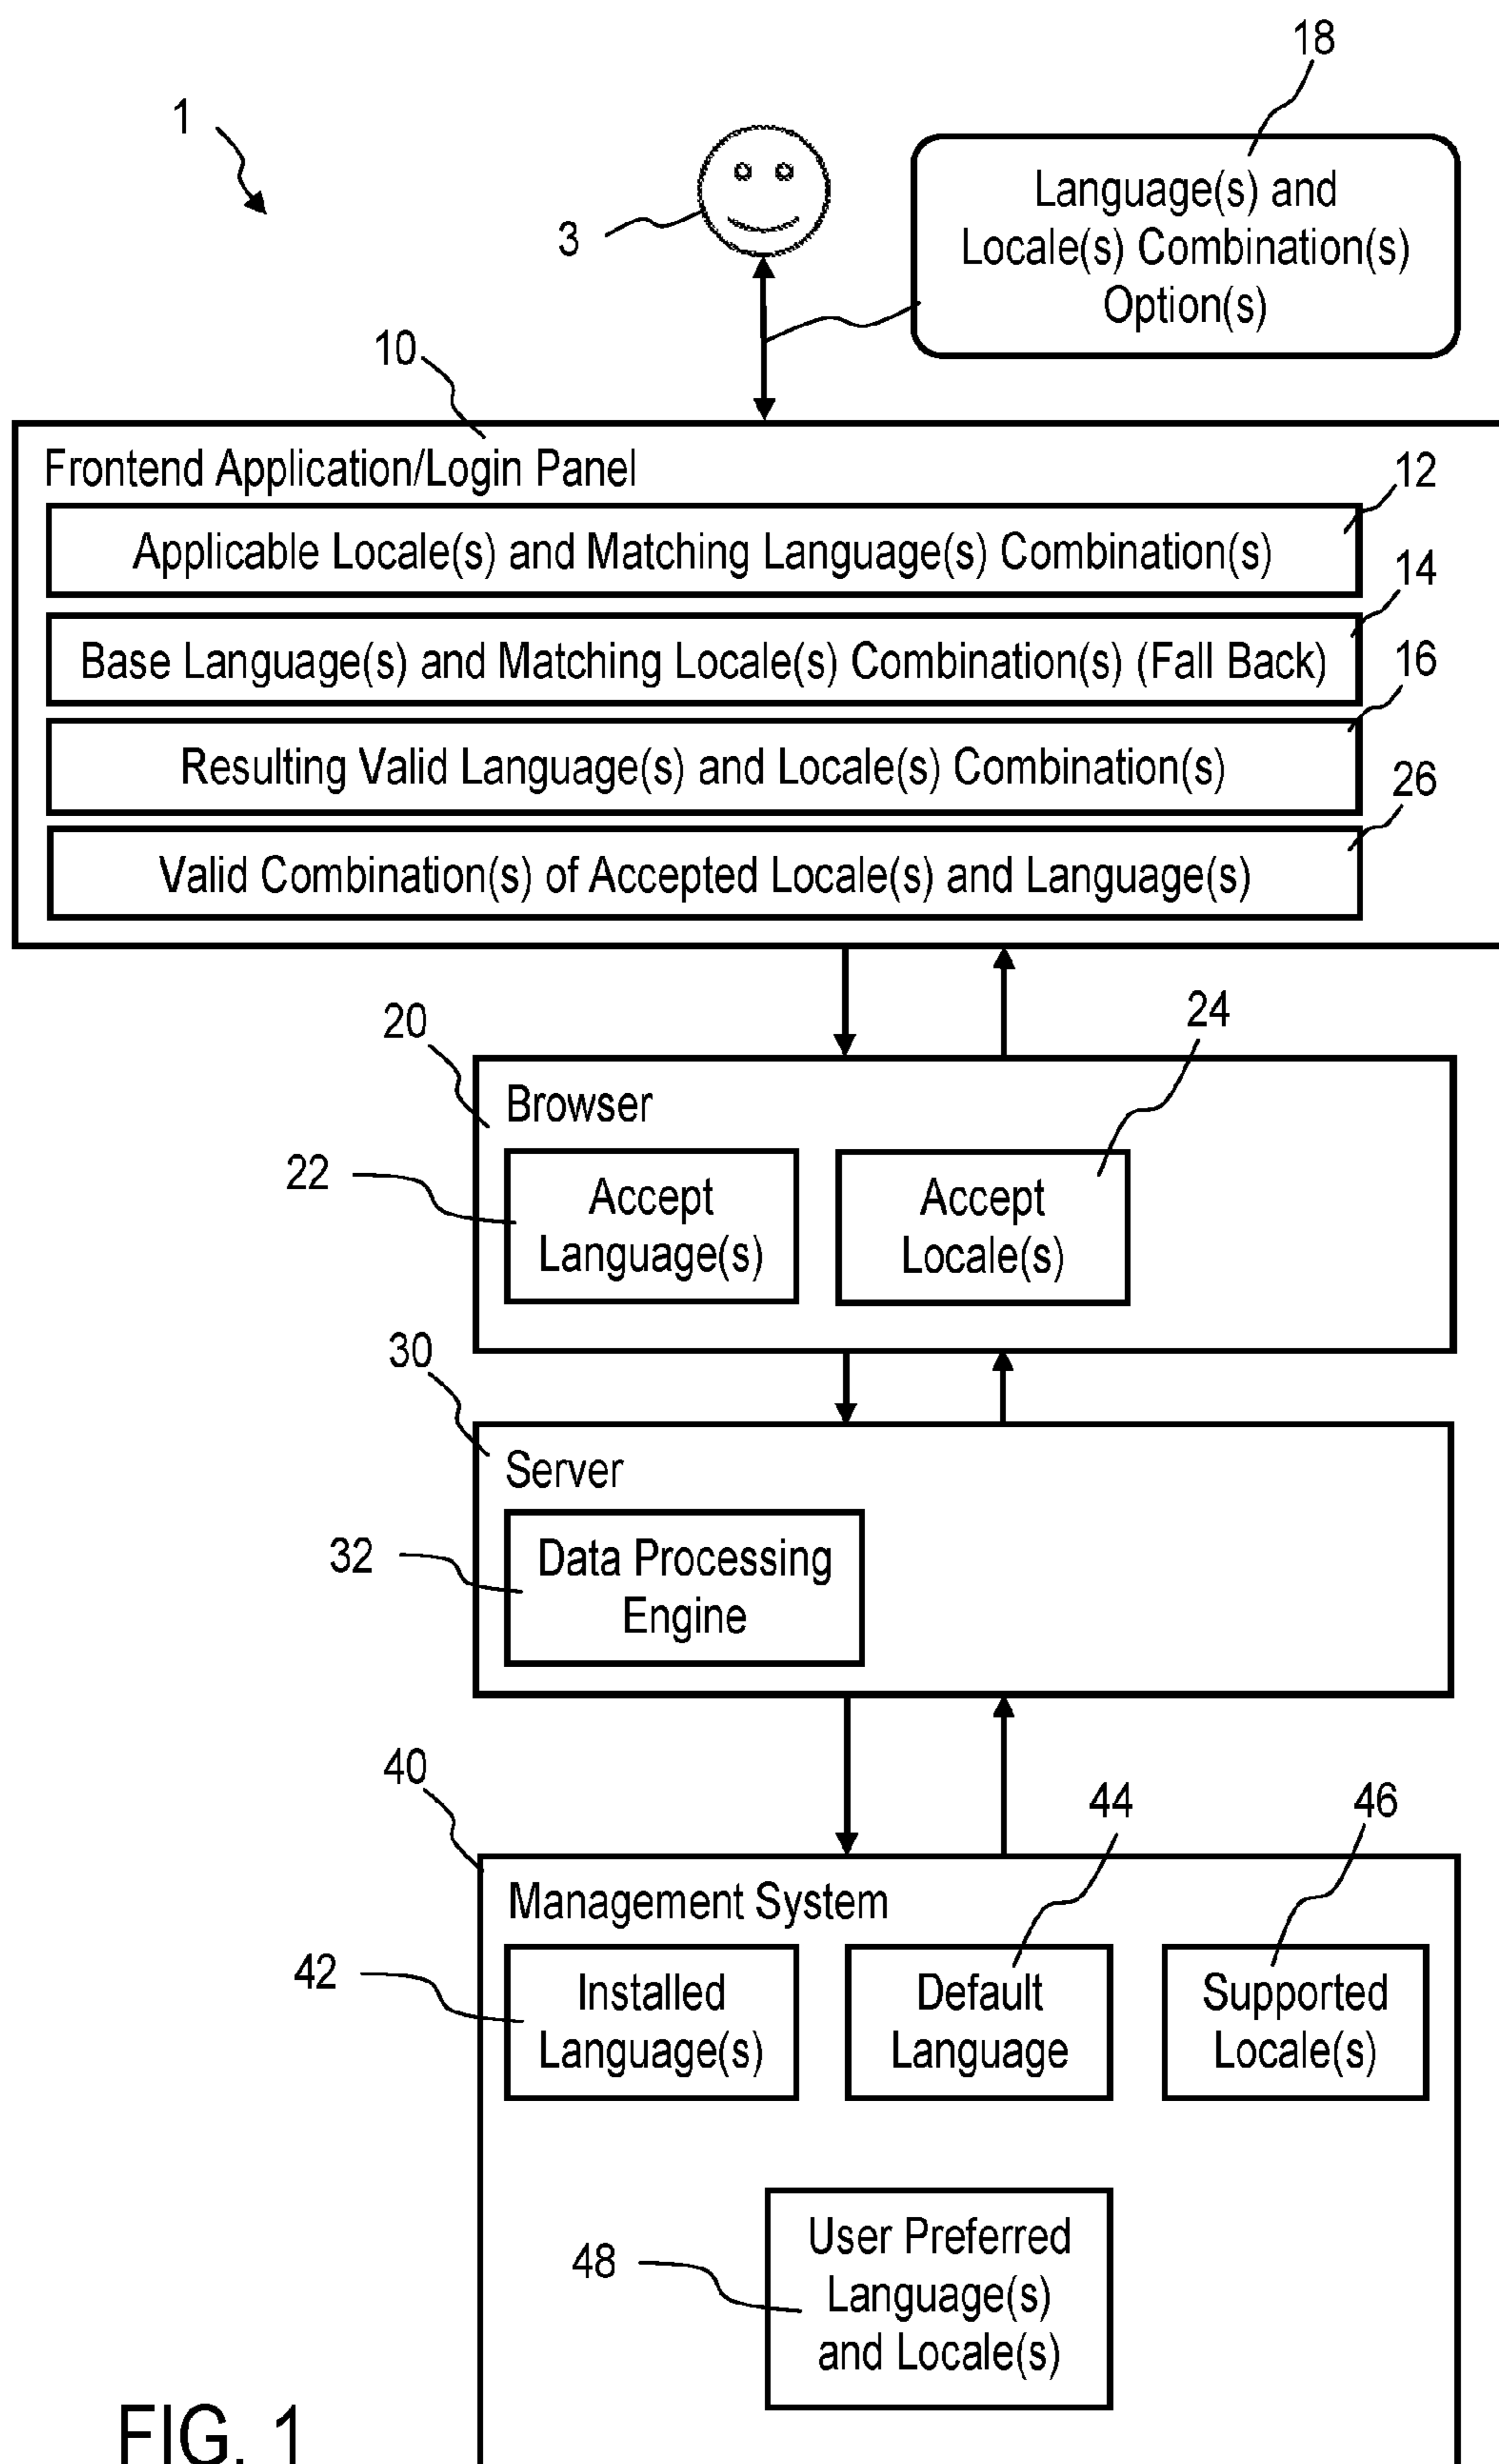 18
1
Language(s) and
Locale(s) Combination(s)
Option(s)
3
10
Frontend Application/Login Panel
12
Applicable Locale(s) and Matching Language(s) Combination(s)
14
Base Language(s) and Matching Locale(s) Combination(s) (Fall Back)
16
Resulting Valid Language(s) and Locale(s) Combination(s)
26
Valid Combination(s) of Accepted Locale(s) and Language(s)
20
24
Browser
22
Accept
Language(s)
Accept
Locale(s)
30
Server
32
Data Processing
Engine
40
44
46
Management System
42
Installed
Language(s)
Default
Language
Supported
Locale(s)
48
User Preferred
Language(s)
and Locale(s)
FIG. 1